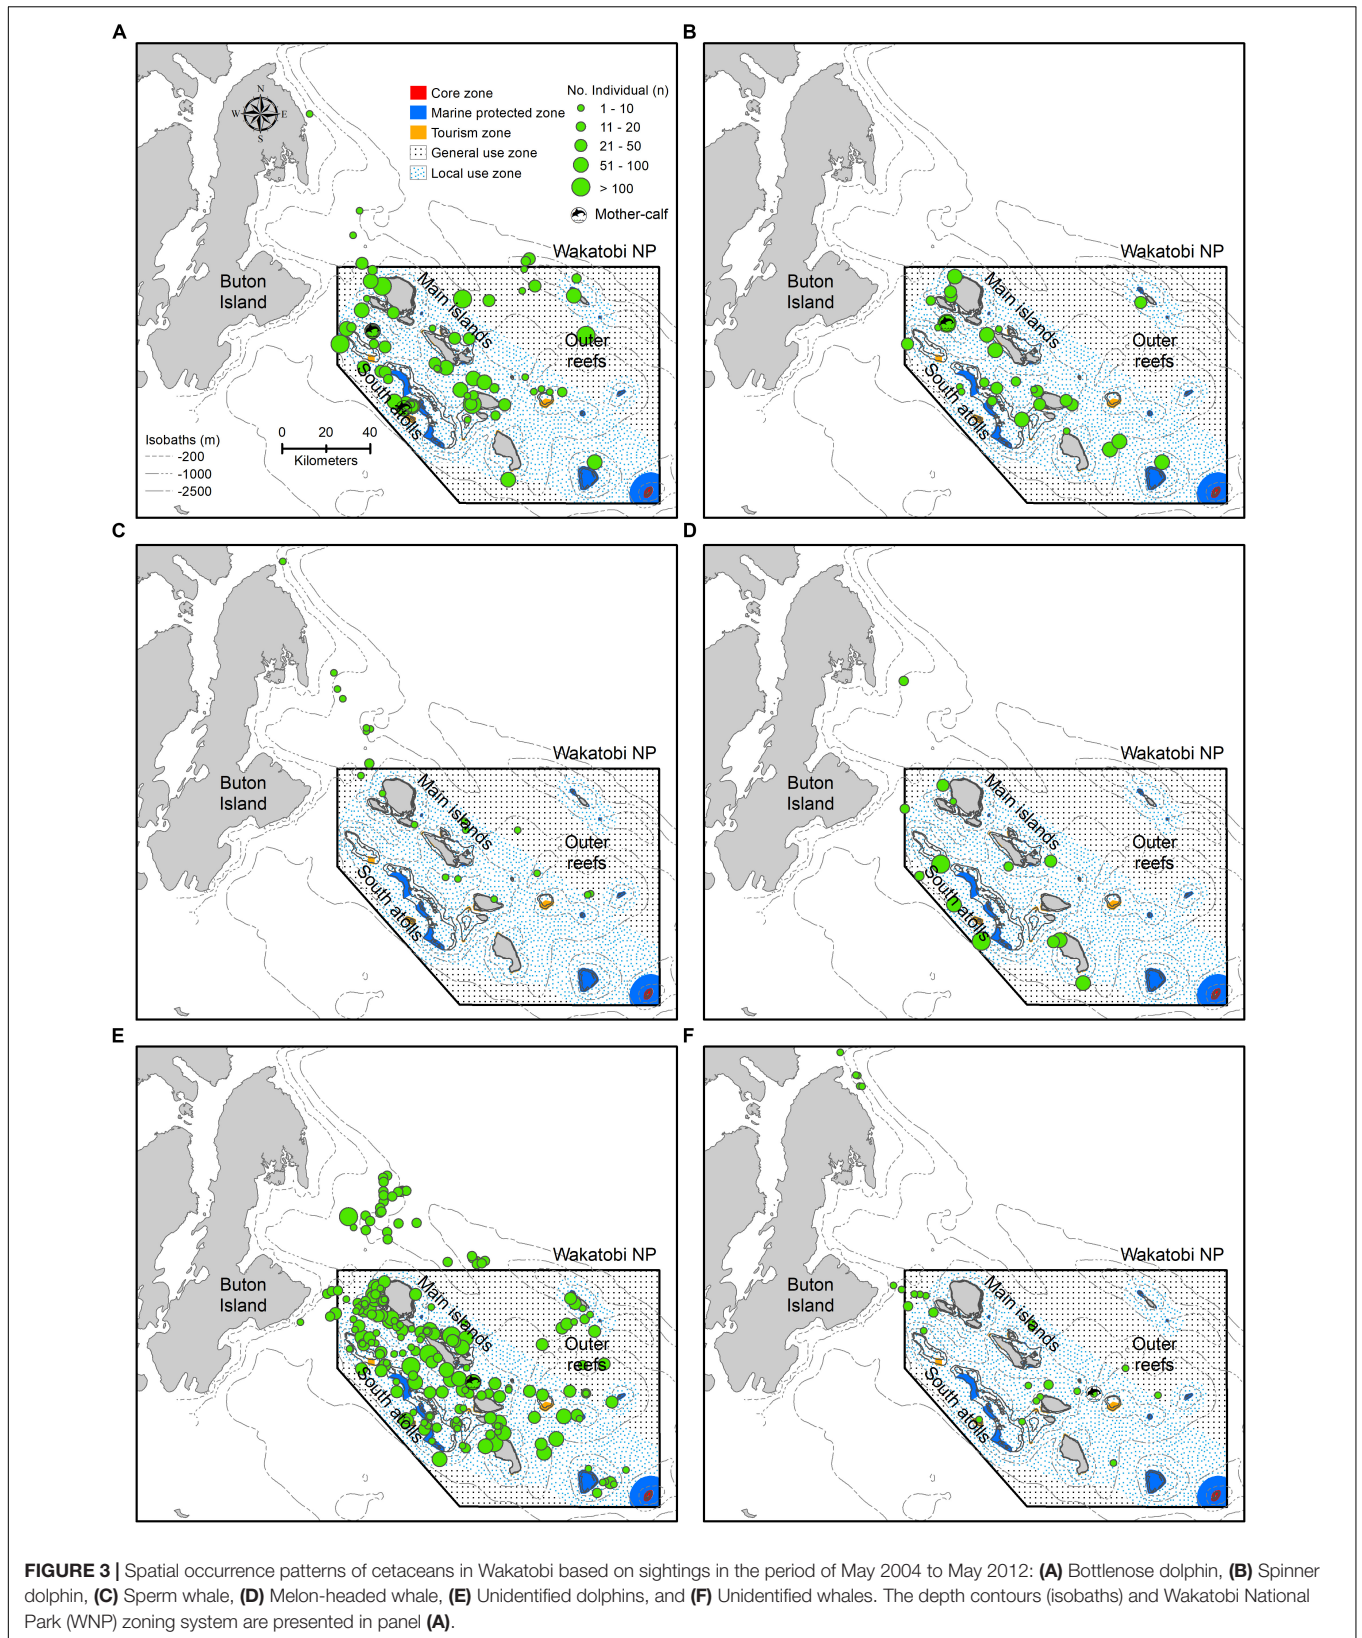 A
N
W E
S
Core zone
Marine protected zone
Tourism zone
General use zone
Local use zone
No. Individual (n)
1 - 10
11 - 20
21 - 50
51 - 100
> 100
Mother-calf
Wakatobi NP
Buton
Island
Main islands
Outer
reefs
South atolls
Isobaths (m)
-200
-1000
-2500
0 20 40
Kilometers
B
Wakatobi NP
Buton
Island
Main islands
Outer
reefs
South atolls
C
Wakatobi NP
Buton
Island
Main islands
Outer
reefs
South atolls
D
Wakatobi NP
Buton
Island
Main islands
Outer
reefs
South atolls
E
Wakatobi NP
Buton
Island
Main islands
Outer
reefs
South atolls
F
Wakatobi NP
Buton
Island
Main islands
Outer
reefs
South atolls
FIGURE 3 | Spatial occurrence patterns of cetaceans in Wakatobi based on sightings in the period of May 2004 to May 2012: (A) Bottlenose dolphin, (B) Spinner
dolphin, (C) Sperm whale, (D) Melon-headed whale, (E) Unidentified dolphins, and (F) Unidentified whales. The depth contours (isobaths) and Wakatobi National
Park (WNP) zoning system are presented in panel (A).